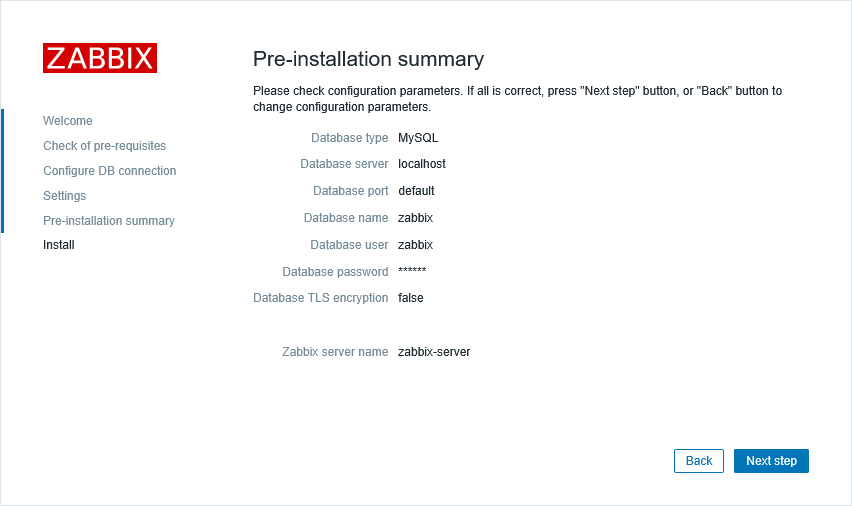 ZABBIX
Welcome
Check of pre-requisites
Configure DB connection
Settings
Pre-installation summary
Install
Pre-installation summary
Please check configuration parameters. If all is correct, press "Next step" button, or "Back" button to
change configuration parameters.
Database type MySQL
Database server localhost
Database port default
Database name zabbix
Database user zabbix
Database password ******
Database TLS encryption false
Zabbix server name zabbix-server
Back Next step